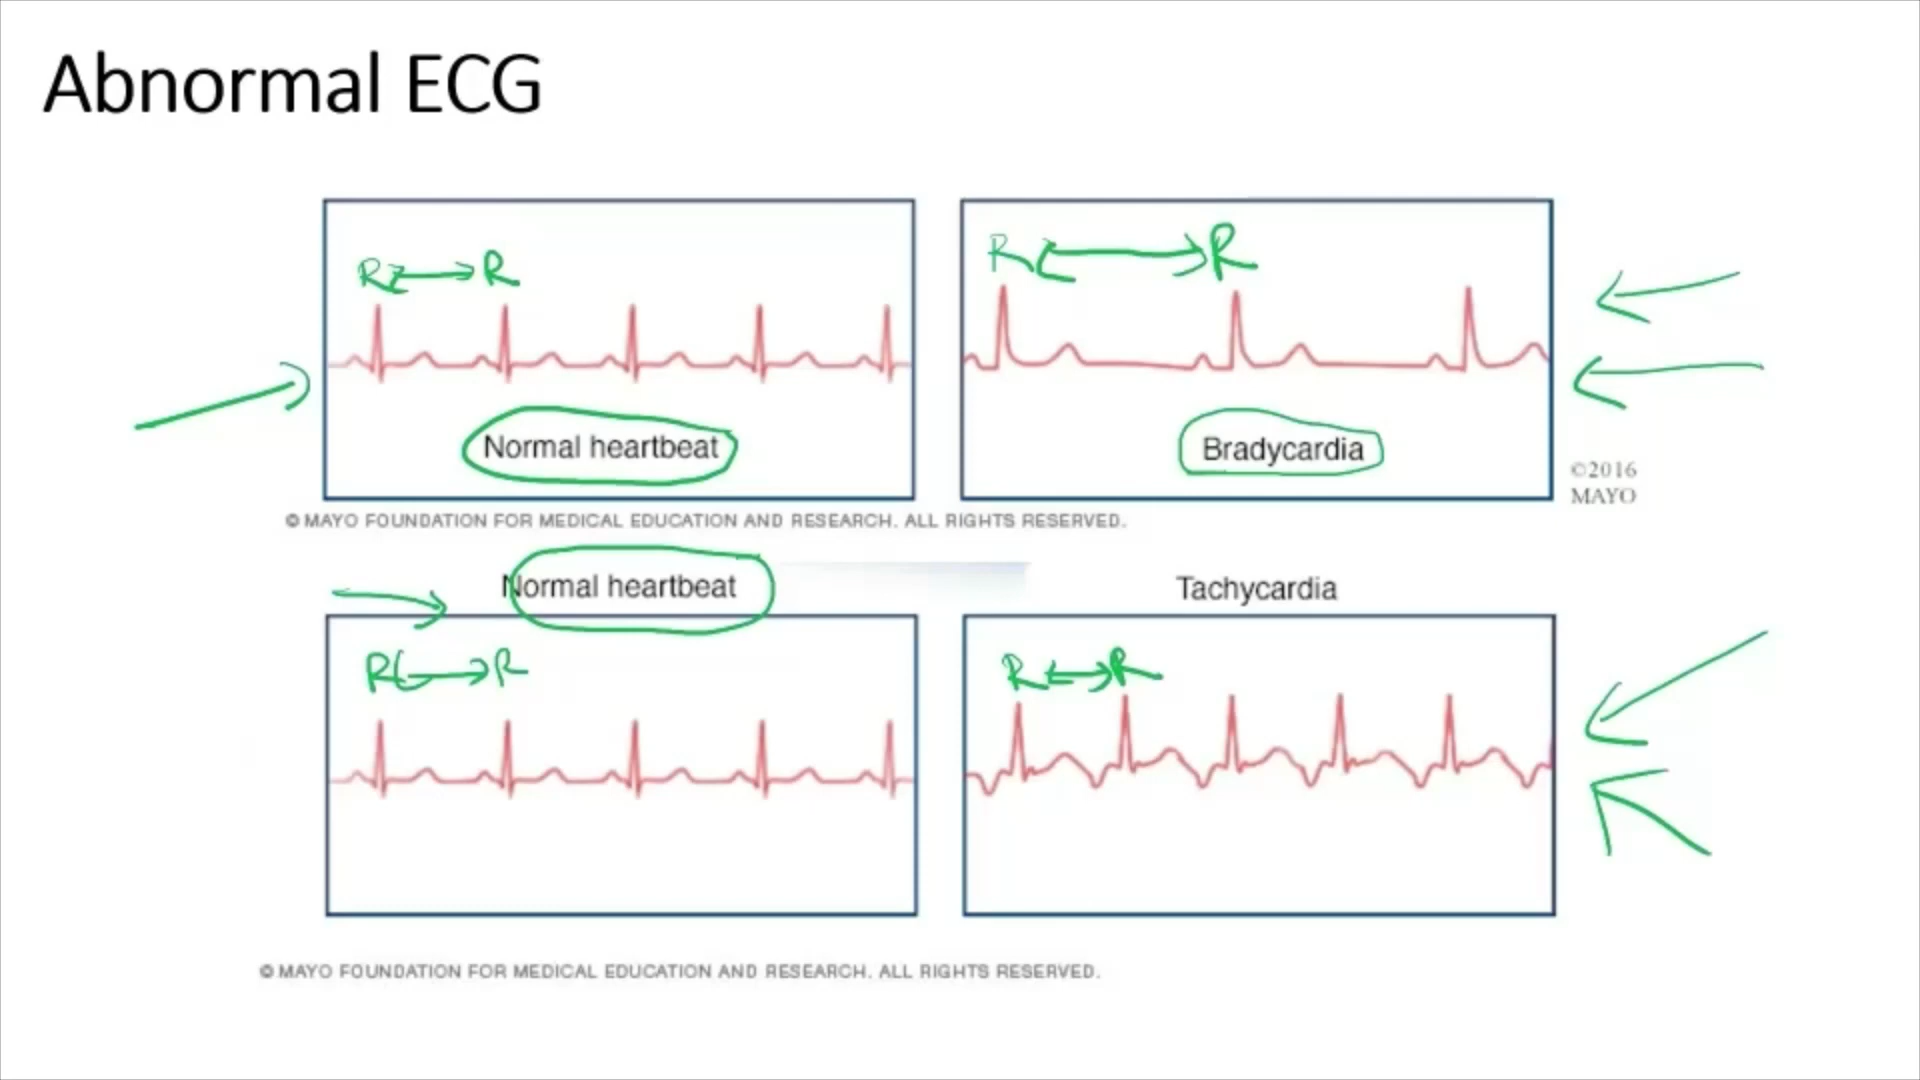 Abnormal ECG
R R
R R
Normal heartbeat
Bradycardia
©2016
MAYO
© MAYO FOUNDATION FOR MEDICAL EDUCATION AND RESEARCH. ALL RIGHTS RESERVED.
Normal heartbeat
Tachycardia
R R
R R
© MAYO FOUNDATION FOR MEDICAL EDUCATION AND RESEARCH. ALL RIGHTS RESERVED.